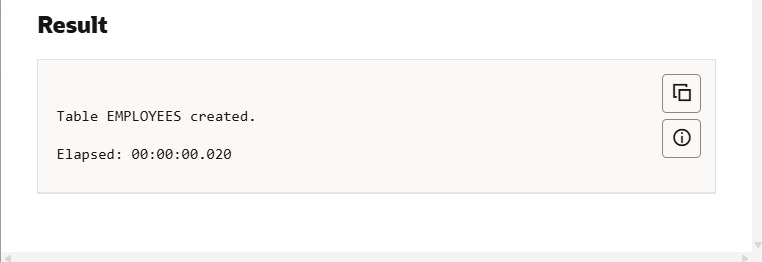 Result
Table EMPLOYEES created.
Elapsed: 00:00:00.020